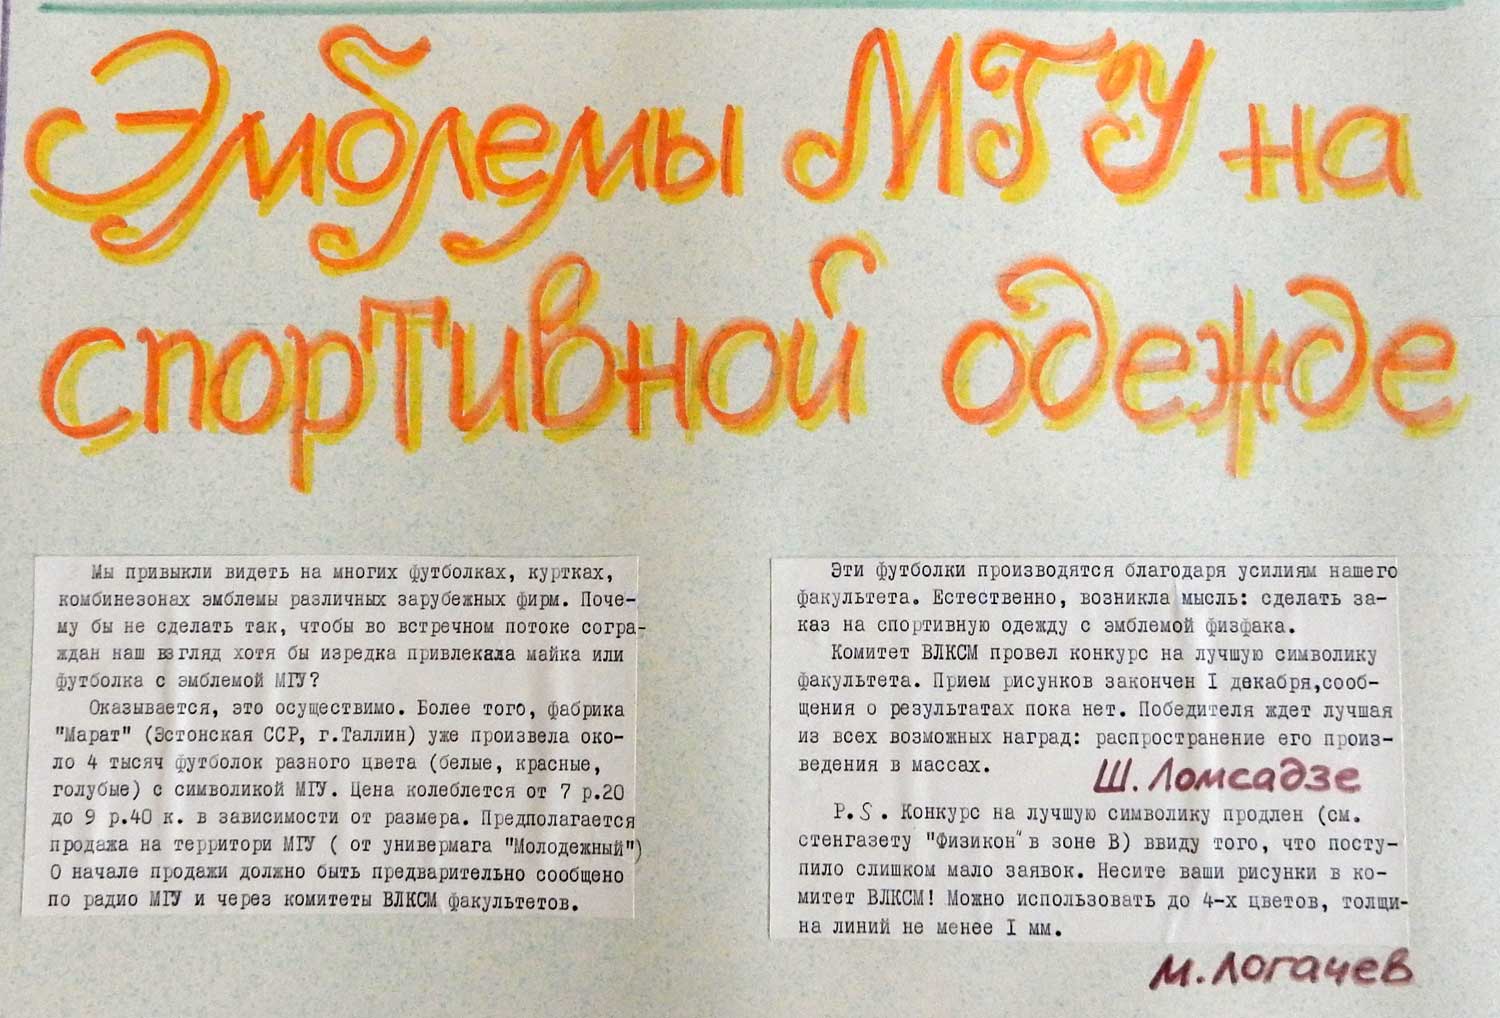 Эмблемы МГУ на
спортивной одежде
Мы привыкли видеть на многих футболках, куртках,
комбинезонах эмблемы различных зарубежных фирм. Поче-
му бы не сделать так, чтобы во встречном потоке согра-
ждан наш взгляд хотя бы изредка привлекала майка или
футболка с эмблемой МГУ?
Оказывается, это осуществимо. Более того, фабрика
"Марат" (Эстонская ССР, г.Таллин) уже произвела око-
ло 4 тысяч футболок разного цвета (белые, красные,
голубые) с символикой МГУ. Цена колеблется от 7 р.20
до 9 р.40 к. в зависимости от размера. Предполагается
продажа на территори МГУ ( от универмага "Молодежный")
О начале продажи должно быть предварительно сообщено
по радио МГУ и через комитеты ВЛКСМ факультетов.
Эти футболки производятся благодаря усилиям нашего
факультета. Естественно, возникла мысль: сделать за-
каз на спортивную одежду с эмблемой физфака.
Комитет ВЛКСМ провел конкурс на лучшую символику
факультета. Прием рисунков закончен I декабря,сооб-
щения о результатах пока нет. Победителя ждет лучшая
из всех возможных наград: распространение его произ-
ведения в массах.
Ш. Ломсадзе
P.S. Конкурс на лучшую символику продлен (см.
стенгазету "Физикон" в зоне В) ввиду того, что посту-
пило слишком мало заявок. Несите ваши рисунки в ко-
митет ВЛКСМ! Можно использовать до 4-х цветов, толщи-
на линий не менее I мм.
М. Логачев